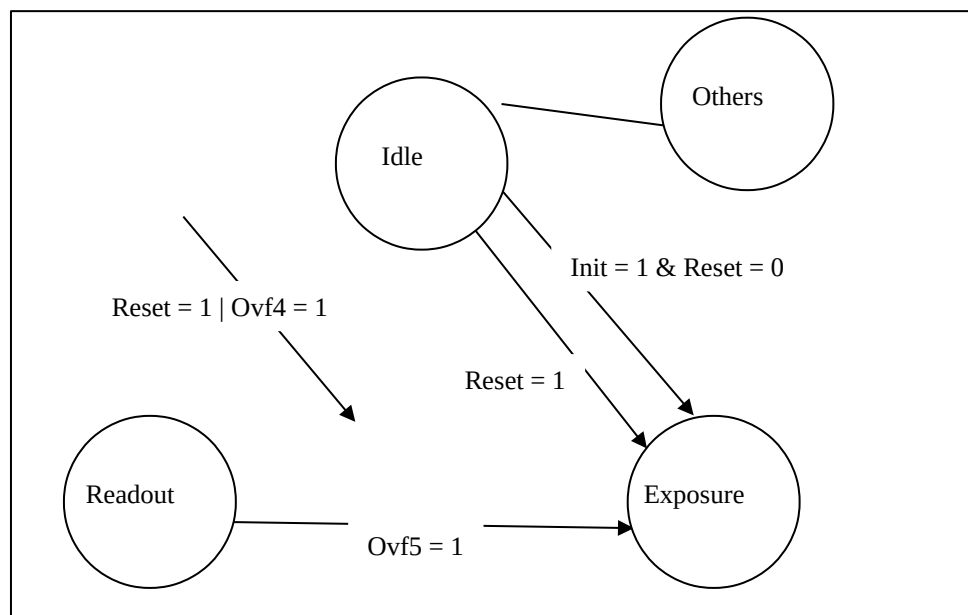 Others
Idle
Init = 1 & Reset = 0
Reset = 1 | Ovf4 = 1
Reset = 1
Readout
Exposure
Ovf5 = 1